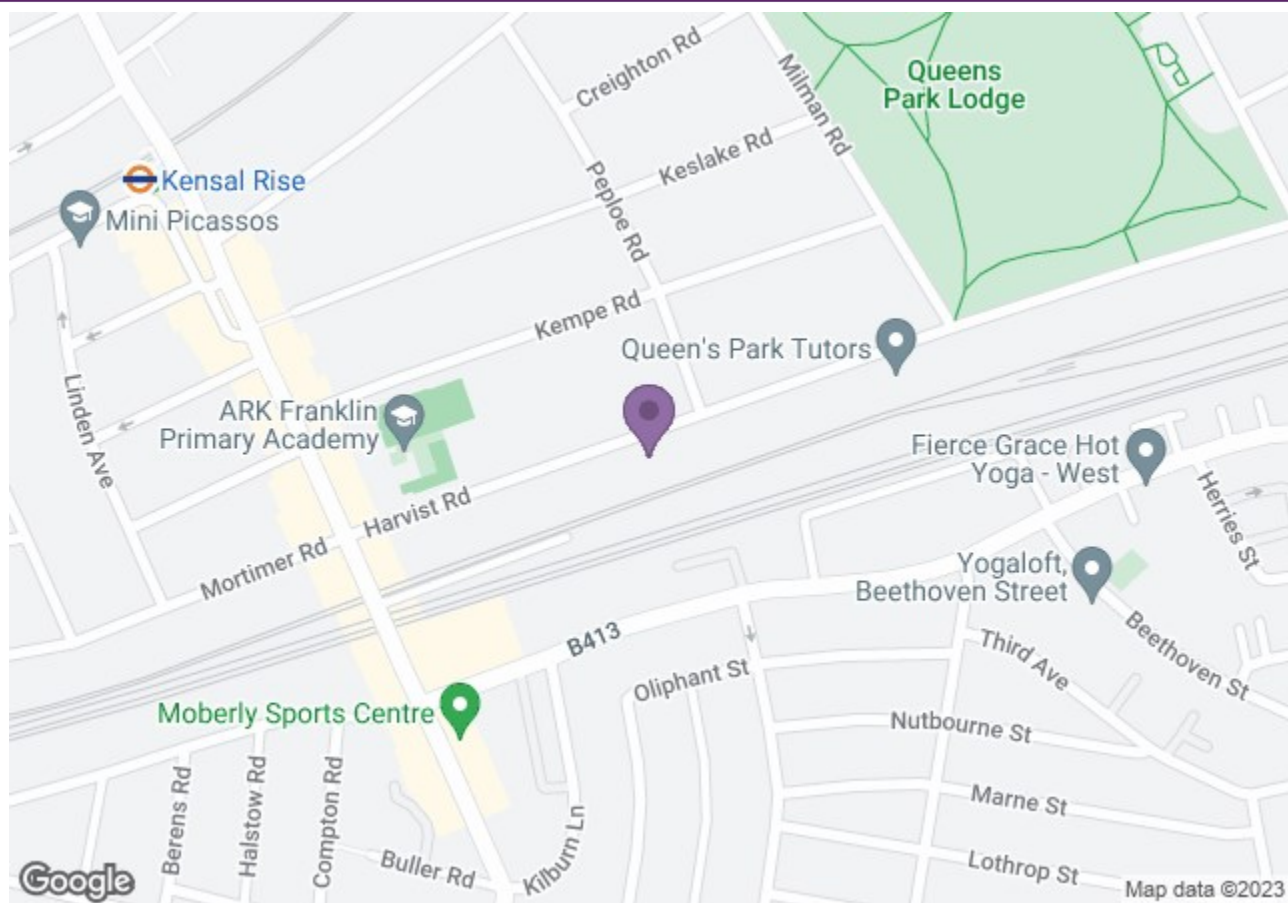 Creighton Rd
Milman Rd
Queens
Park Lodge
Keslake Rd
Peploe Rd
Kensal Rise
Mini Picassos
Kempe Rd
Queen's Park Tutors
Linden Ave
ARK Franklin
Primary Academy
Fierce Grace Hot
Yoga - West
Herries St
Harvist Rd
Mortimer Rd
Yogaloft,
Beethoven Street
Beethoven St
B413
Third Ave
Oliphant St
Moberly Sports Centre
Nutbourne St
Berens Rd
Halstow Rd
Compton Rd
Marne St
Buller Rd
Kilburn Ln
Lothrop St
Google
Map data ©2023